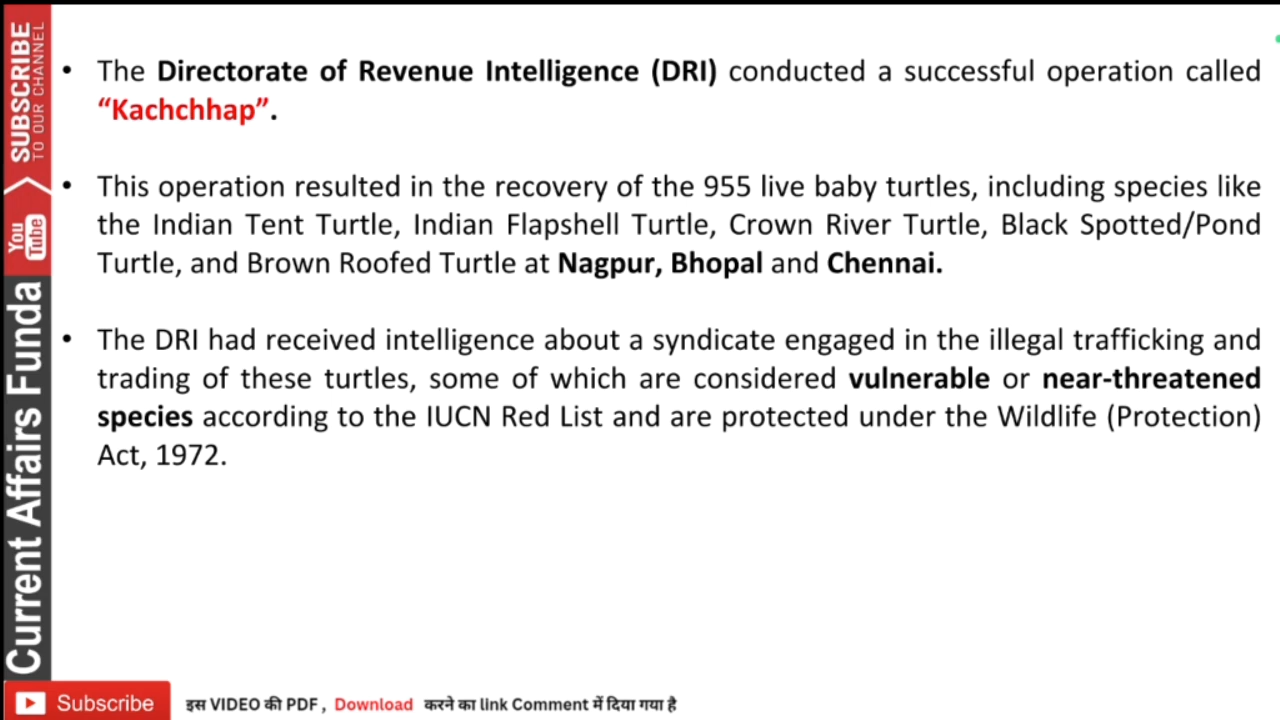 SUBSCRIBE
TO OUR CHANNEL
You
Tube
Current Affairs Funda
• The Directorate of Revenue Intelligence (DRI) conducted a successful operation called
“Kachchhap”.
• This operation resulted in the recovery of the 955 live baby turtles, including species like
the Indian Tent Turtle, Indian Flapshell Turtle, Crown River Turtle, Black Spotted/Pond
Turtle, and Brown Roofed Turtle at Nagpur, Bhopal and Chennai.
• The DRI had received intelligence about a syndicate engaged in the illegal trafficking and
trading of these turtles, some of which are considered vulnerable or near-threatened
species according to the IUCN Red List and are protected under the Wildlife (Protection)
Act, 1972.
Subscribe
इस VIDEO की PDF , Download करने का link Comment में दिया गया है